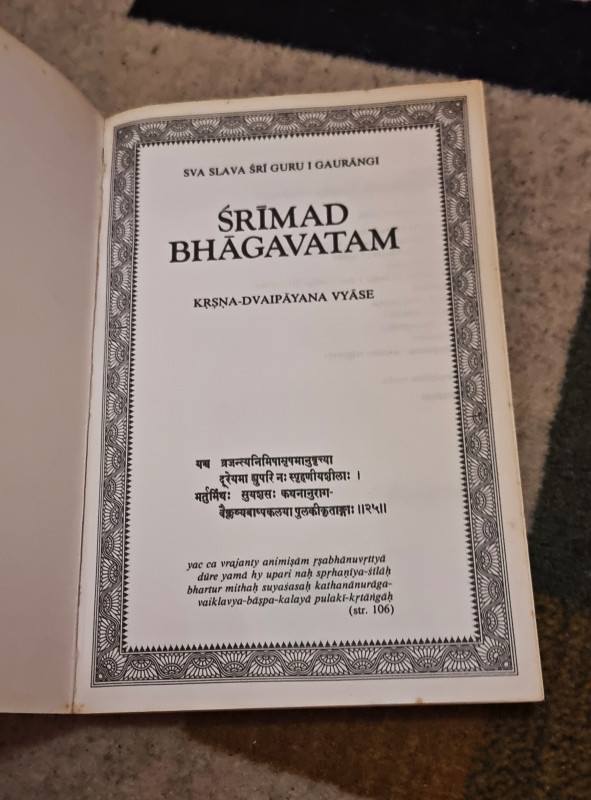 SVA SLAVA ŚRĪ GURU I GAURĀṄGI
ŚRĪMAD
BHĀGAVATAM
KṚṢṆA-DVAIPĀYANA VYĀSE
यच्च व्रजन्त्यनिमिषामृषभानुवृत्त्या
दूरेयमा ह्युपरि नः स्पृहणीयशीलाः ।
भर्तुर्मिथः सुयशसः कथनानुराग-
वैक्लव्यबाष्पकलया पुलकीकृताङ्गाः ॥२५॥
yac ca vrajanty animiṣām ṛṣabhānuvṛttyā
dūre yamā hy upari naḥ spṛhaṇīya-śīlāḥ
bhartur mithaḥ suyaśasaḥ kathanānurāga-
vaiklavya-bāṣpa-kalayā pulakī-kṛtāṅgāḥ
(str. 106)